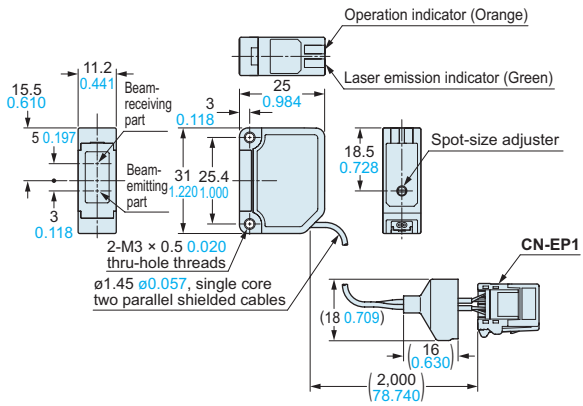 Operation indicator (Orange)
Laser emission indicator (Green)
11.2
0.441
15.5
0.610
Beam-
receiving
part
5 0.197
Beam-
emitting
part
3
0.118
25
0.984
3
0.118
31
1.220
25.4
1.000
18.5
0.728
Spot-size adjuster
2-M3 × 0.5 0.020
thru-hole threads
ø1.45 ø0.057, single core
two parallel shielded cables
CN-EP1
(18 0.709)
(16
0.630)
(2,000
78.740)